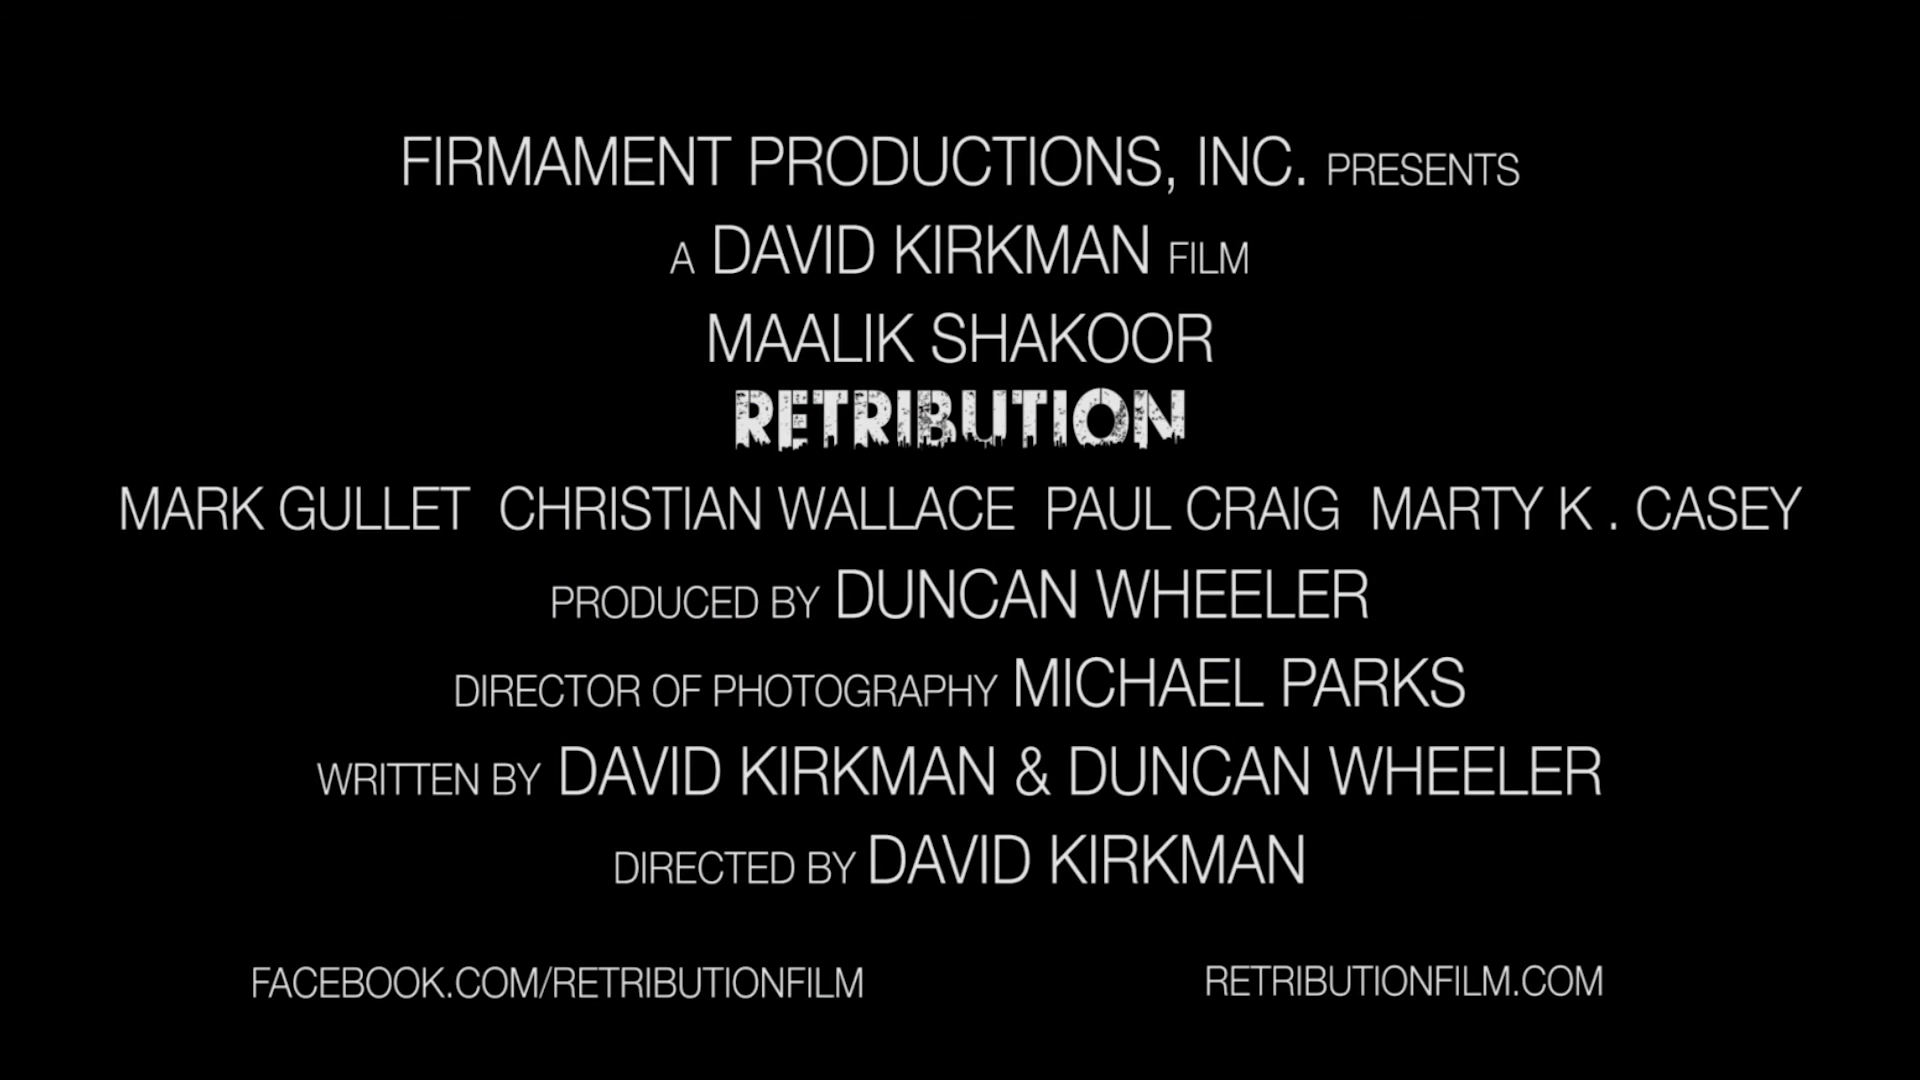 FIRMAMENT PRODUCTIONS, INC. PRESENTS
A DAVID KIRKMAN FILM
MAALIK SHAKOOR
RETRIBUTION
MARK GULLET CHRISTIAN WALLACE PAUL CRAIG MARTY K . CASEY
PRODUCED BY DUNCAN WHEELER
DIRECTOR OF PHOTOGRAPHY MICHAEL PARKS
WRITTEN BY DAVID KIRKMAN & DUNCAN WHEELER
DIRECTED BY DAVID KIRKMAN
FACEBOOK.COM/RETRIBUTIONFILM
RETRIBUTIONFILM.COM